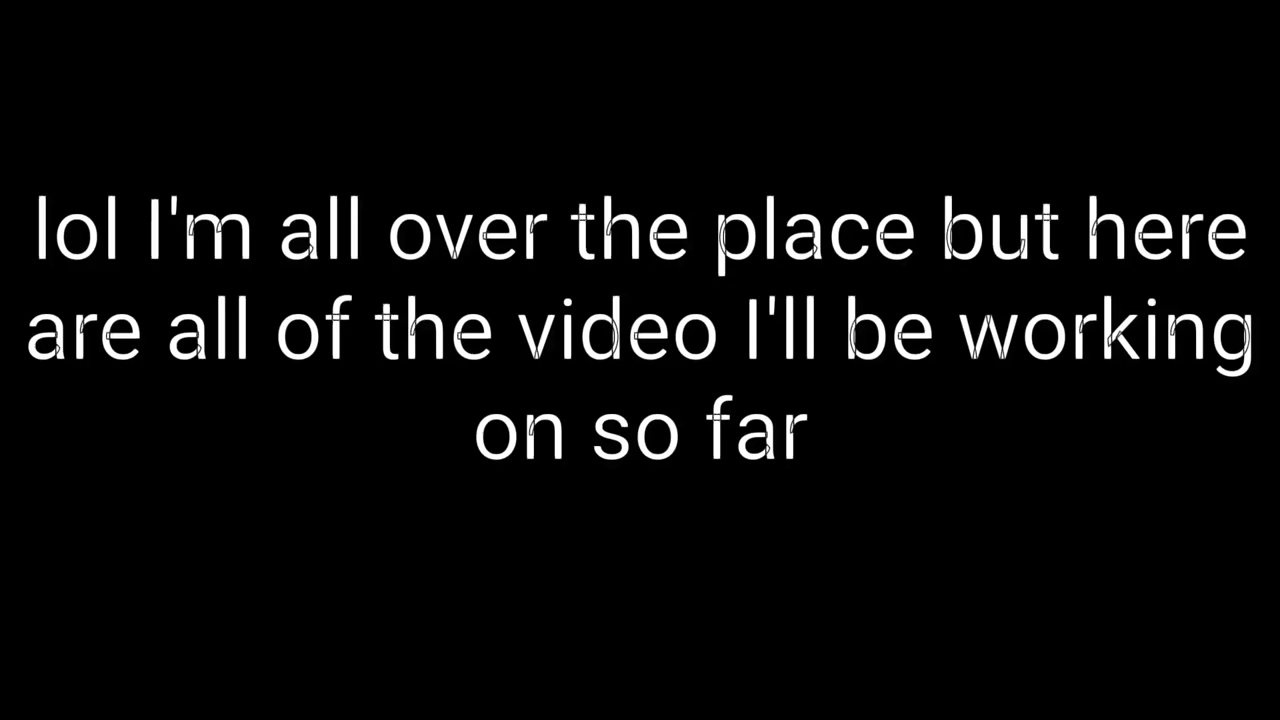 lol I'm all over the place but here
are all of the video I'll be working
on so far